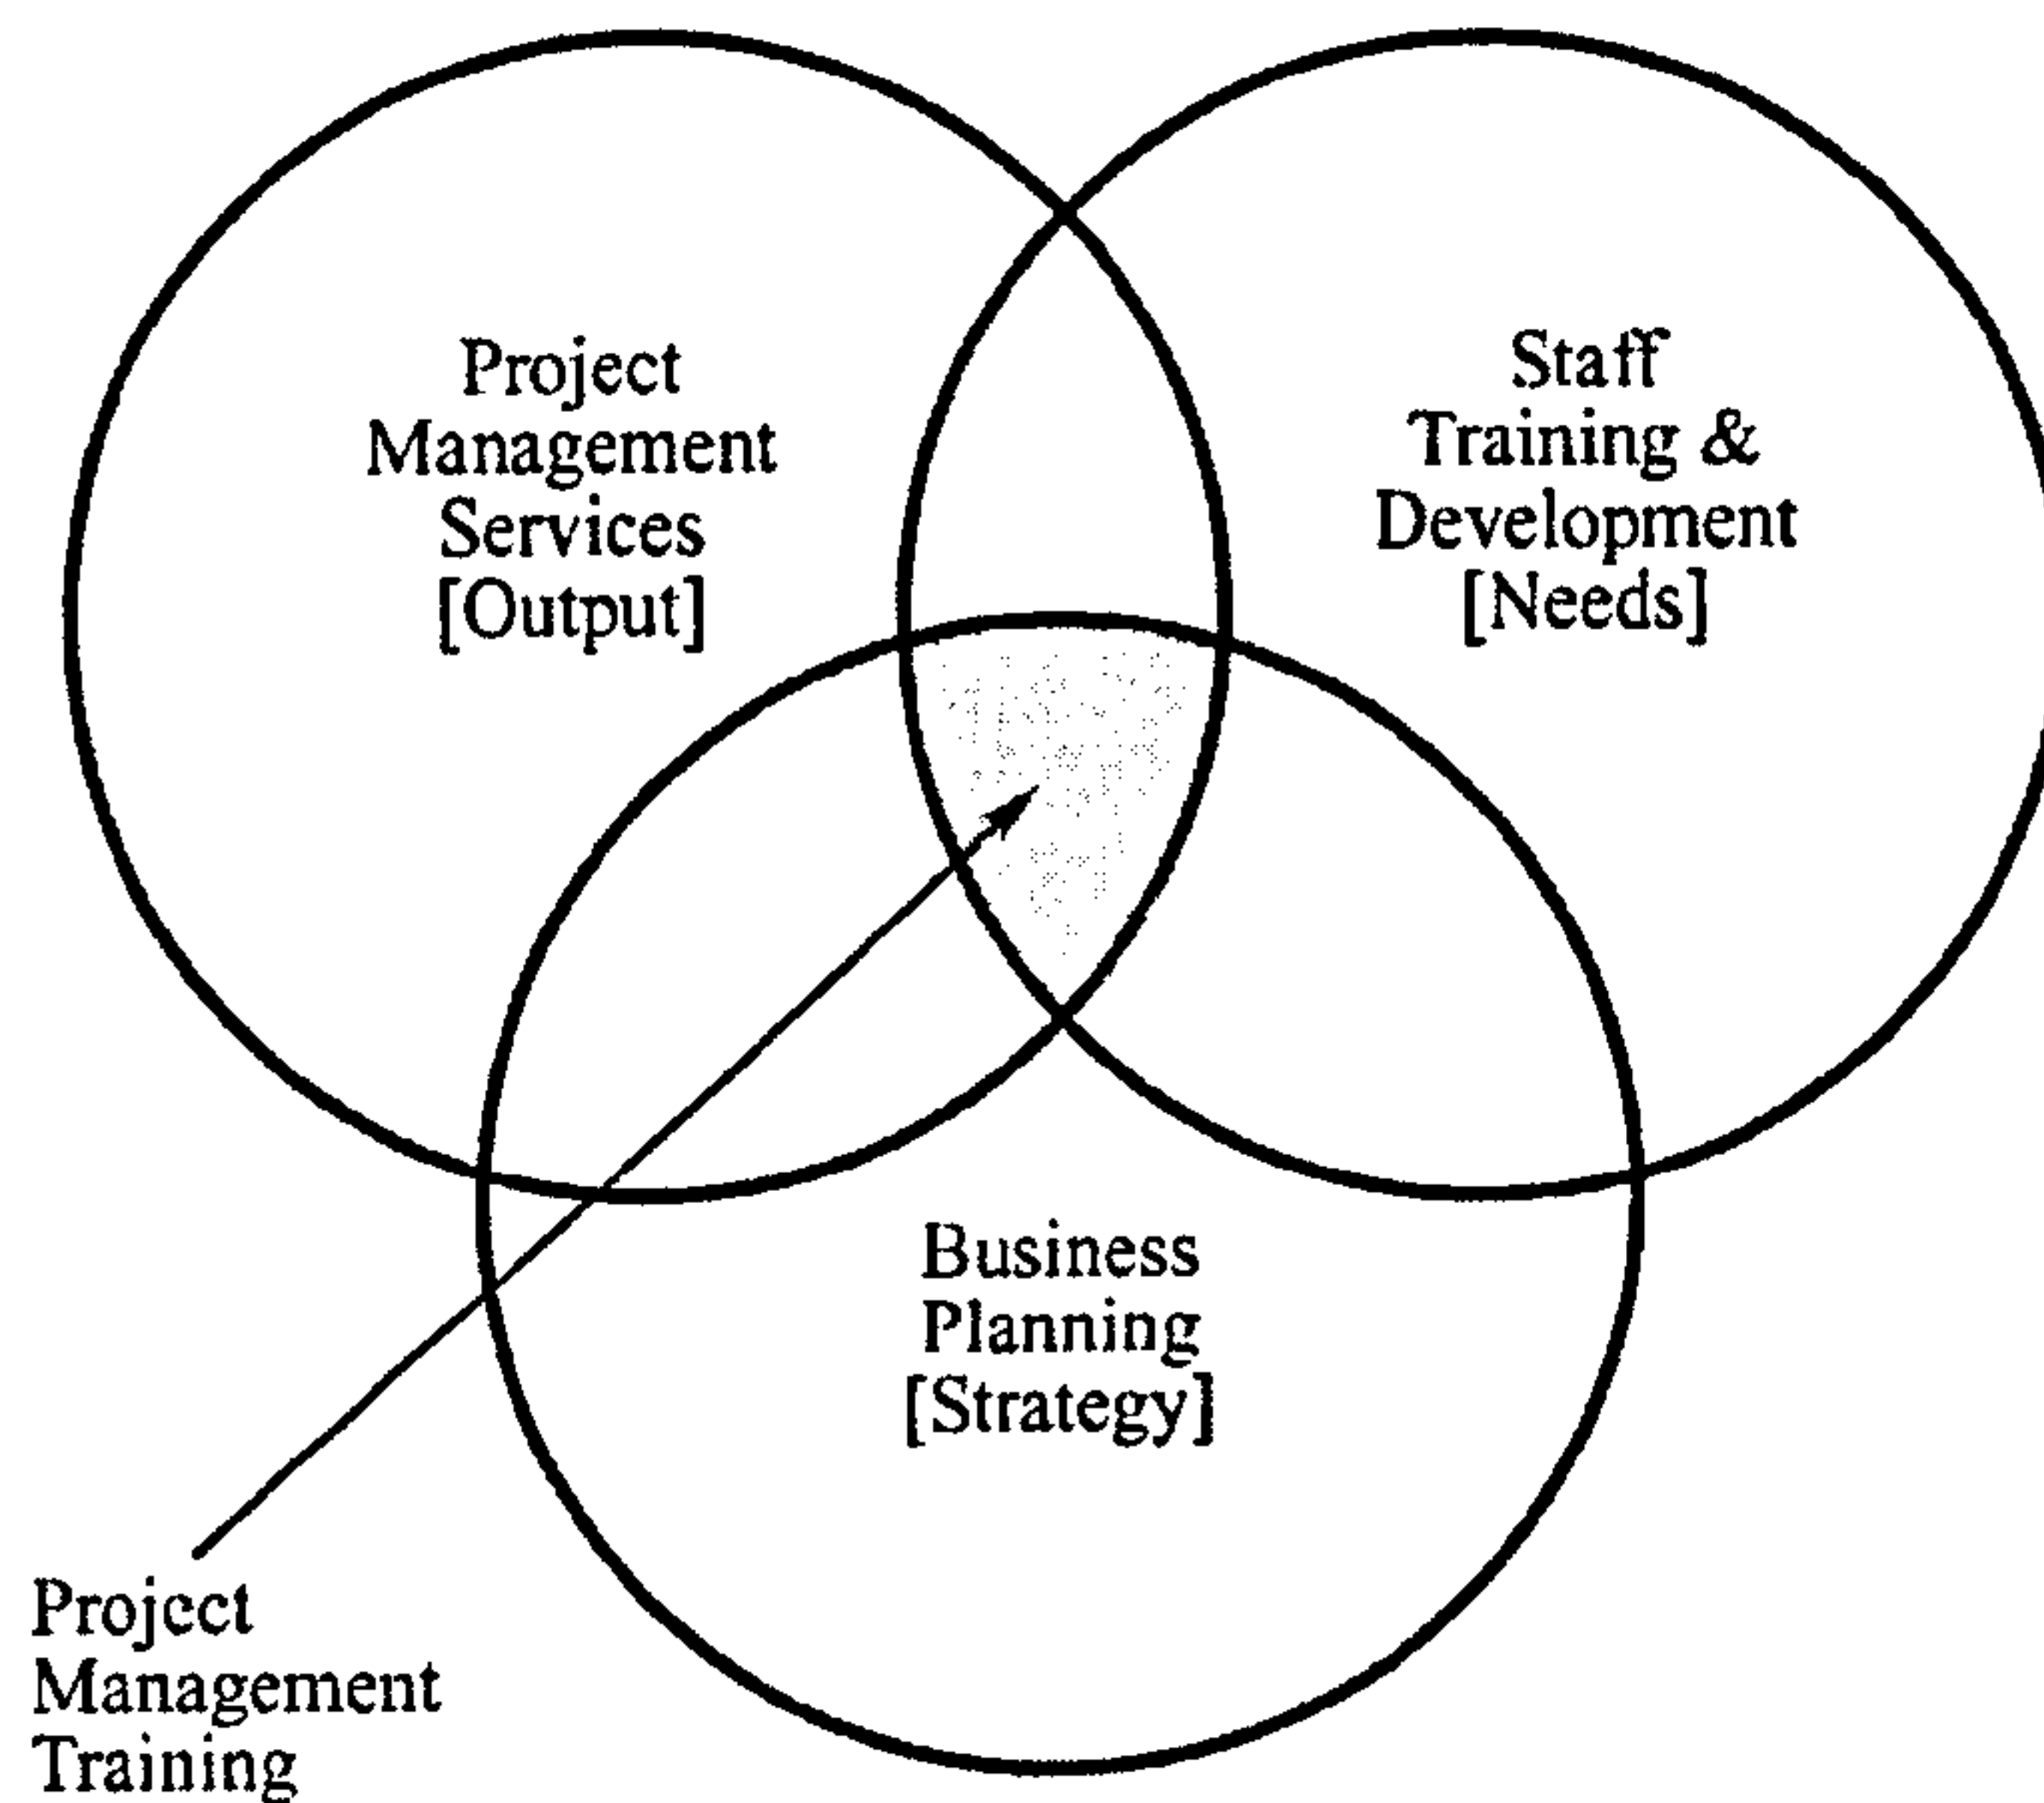 Project
Management
Services
[Output]
Staff
Training &
Development
[Needs]
Business
Planning
[Strategy]
Project
Management
Training